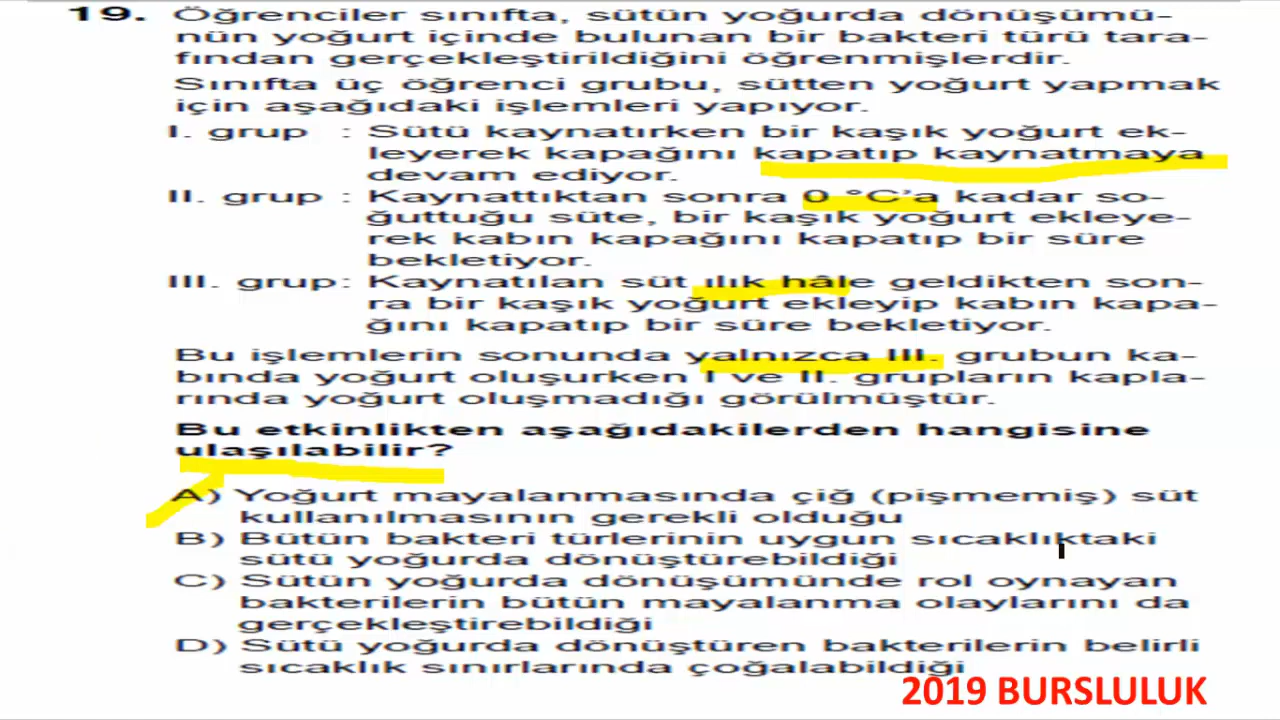 19. Öğrenciler sınıfta, sütün yoğurda dönüşümü-
nün yoğurt içinde bulunan bir bakteri türü tara-
fından gerçekleştirildiğini öğrenmişlerdir.
Sınıfta üç öğrenci grubu, sütten yoğurt yapmak
için aşağıdaki işlemleri yapıyor.
I. grup : Sütü kaynatırken bir kaşık yoğurt ek-
leyerek kapağını kapatıp kaynatmaya
devam ediyor.
II. grup : Kaynattıktan sonra 0 °C'a kadar so-
ğuttuğu süte, bir kaşık yoğurt ekleye-
rek kabın kapağını kapatıp bir süre
bekletiyor.
III. grup: Kaynatılan süt ılık hâle geldikten son-
ra bir kaşık yoğurt ekleyip kabın kapa-
ğını kapatıp bir süre bekletiyor.
Bu işlemlerin sonunda yalnızca III. grubun ka-
bında yoğurt oluşurken I ve II. grupların kapla-
rında yoğurt oluşmadığı görülmüştür.
Bu etkinlikten aşağıdakilerden hangisine
ulaşılabilir?
A) Yoğurt mayalanmasında çiğ (pişmemiş) süt
kullanılmasının gerekli olduğu
B) Bütün bakteri türlerinin uygun sıcaklıktaki
sütü yoğurda dönüştürebildiği
C) Sütün yoğurda dönüşümünde rol oynayan
bakterilerin bütün mayalanma olaylarını da
gerçekleştirebildiği
D) Sütü yoğurda dönüştüren bakterilerin belirli
sıcaklık sınırlarında çoğalabildiği
2019 BURSLULUK